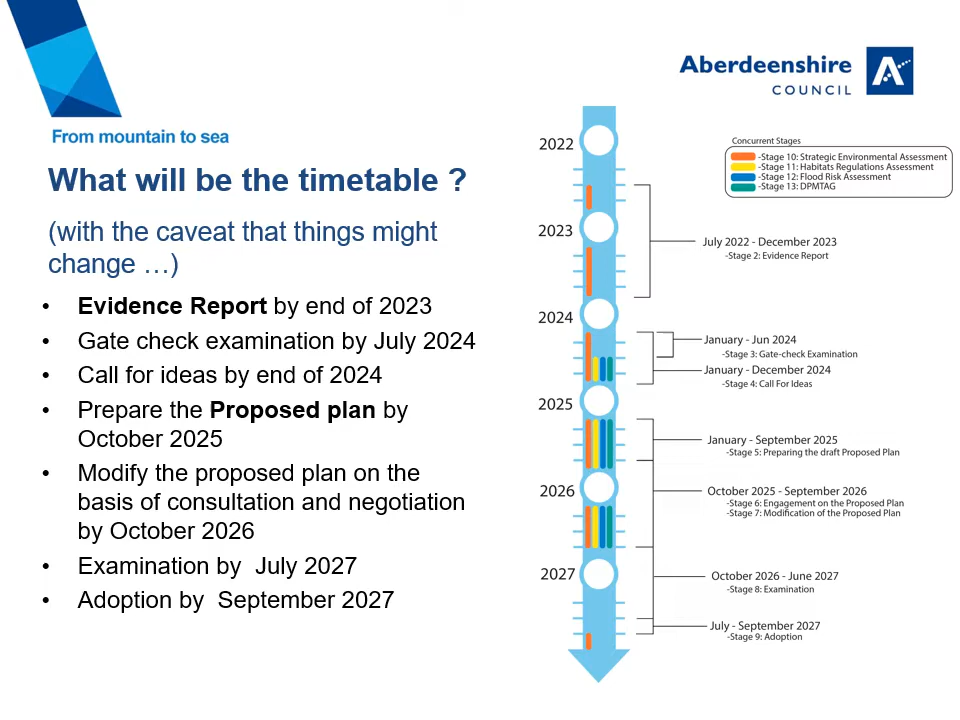 From mountain to sea
Aberdeenshire
COUNCIL
What will be the timetable ?
(with the caveat that things might
change …)
• Evidence Report by end of 2023
• Gate check examination by July 2024
• Call for ideas by end of 2024
• Prepare the Proposed plan by
October 2025
• Modify the proposed plan on the
basis of consultation and negotiation
by October 2026
• Examination by  July 2027
• Adoption by  September 2027
Concurrent Stages
-Stage 10: Strategic Environmental Assessment
-Stage 11: Habitats Regulations Assessment
-Stage 12: Flood Risk Assessment
-Stage 13: DPMTAG
2022
2023
July 2022 - December 2023
-Stage 2: Evidence Report
2024
January - Jun 2024
-Stage 3: Gate-check Examination
January - December 2024
-Stage 4: Call For Ideas
2025
January - September 2025
-Stage 5: Preparing the draft Proposed Plan
2026
October 2025 - September 2026
-Stage 6: Engagement on the Proposed Plan
-Stage 7: Modification of the Proposed Plan
2027
October 2026 - June 2027
-Stage 8: Examination
July - September 2027
-Stage 9: Adoption